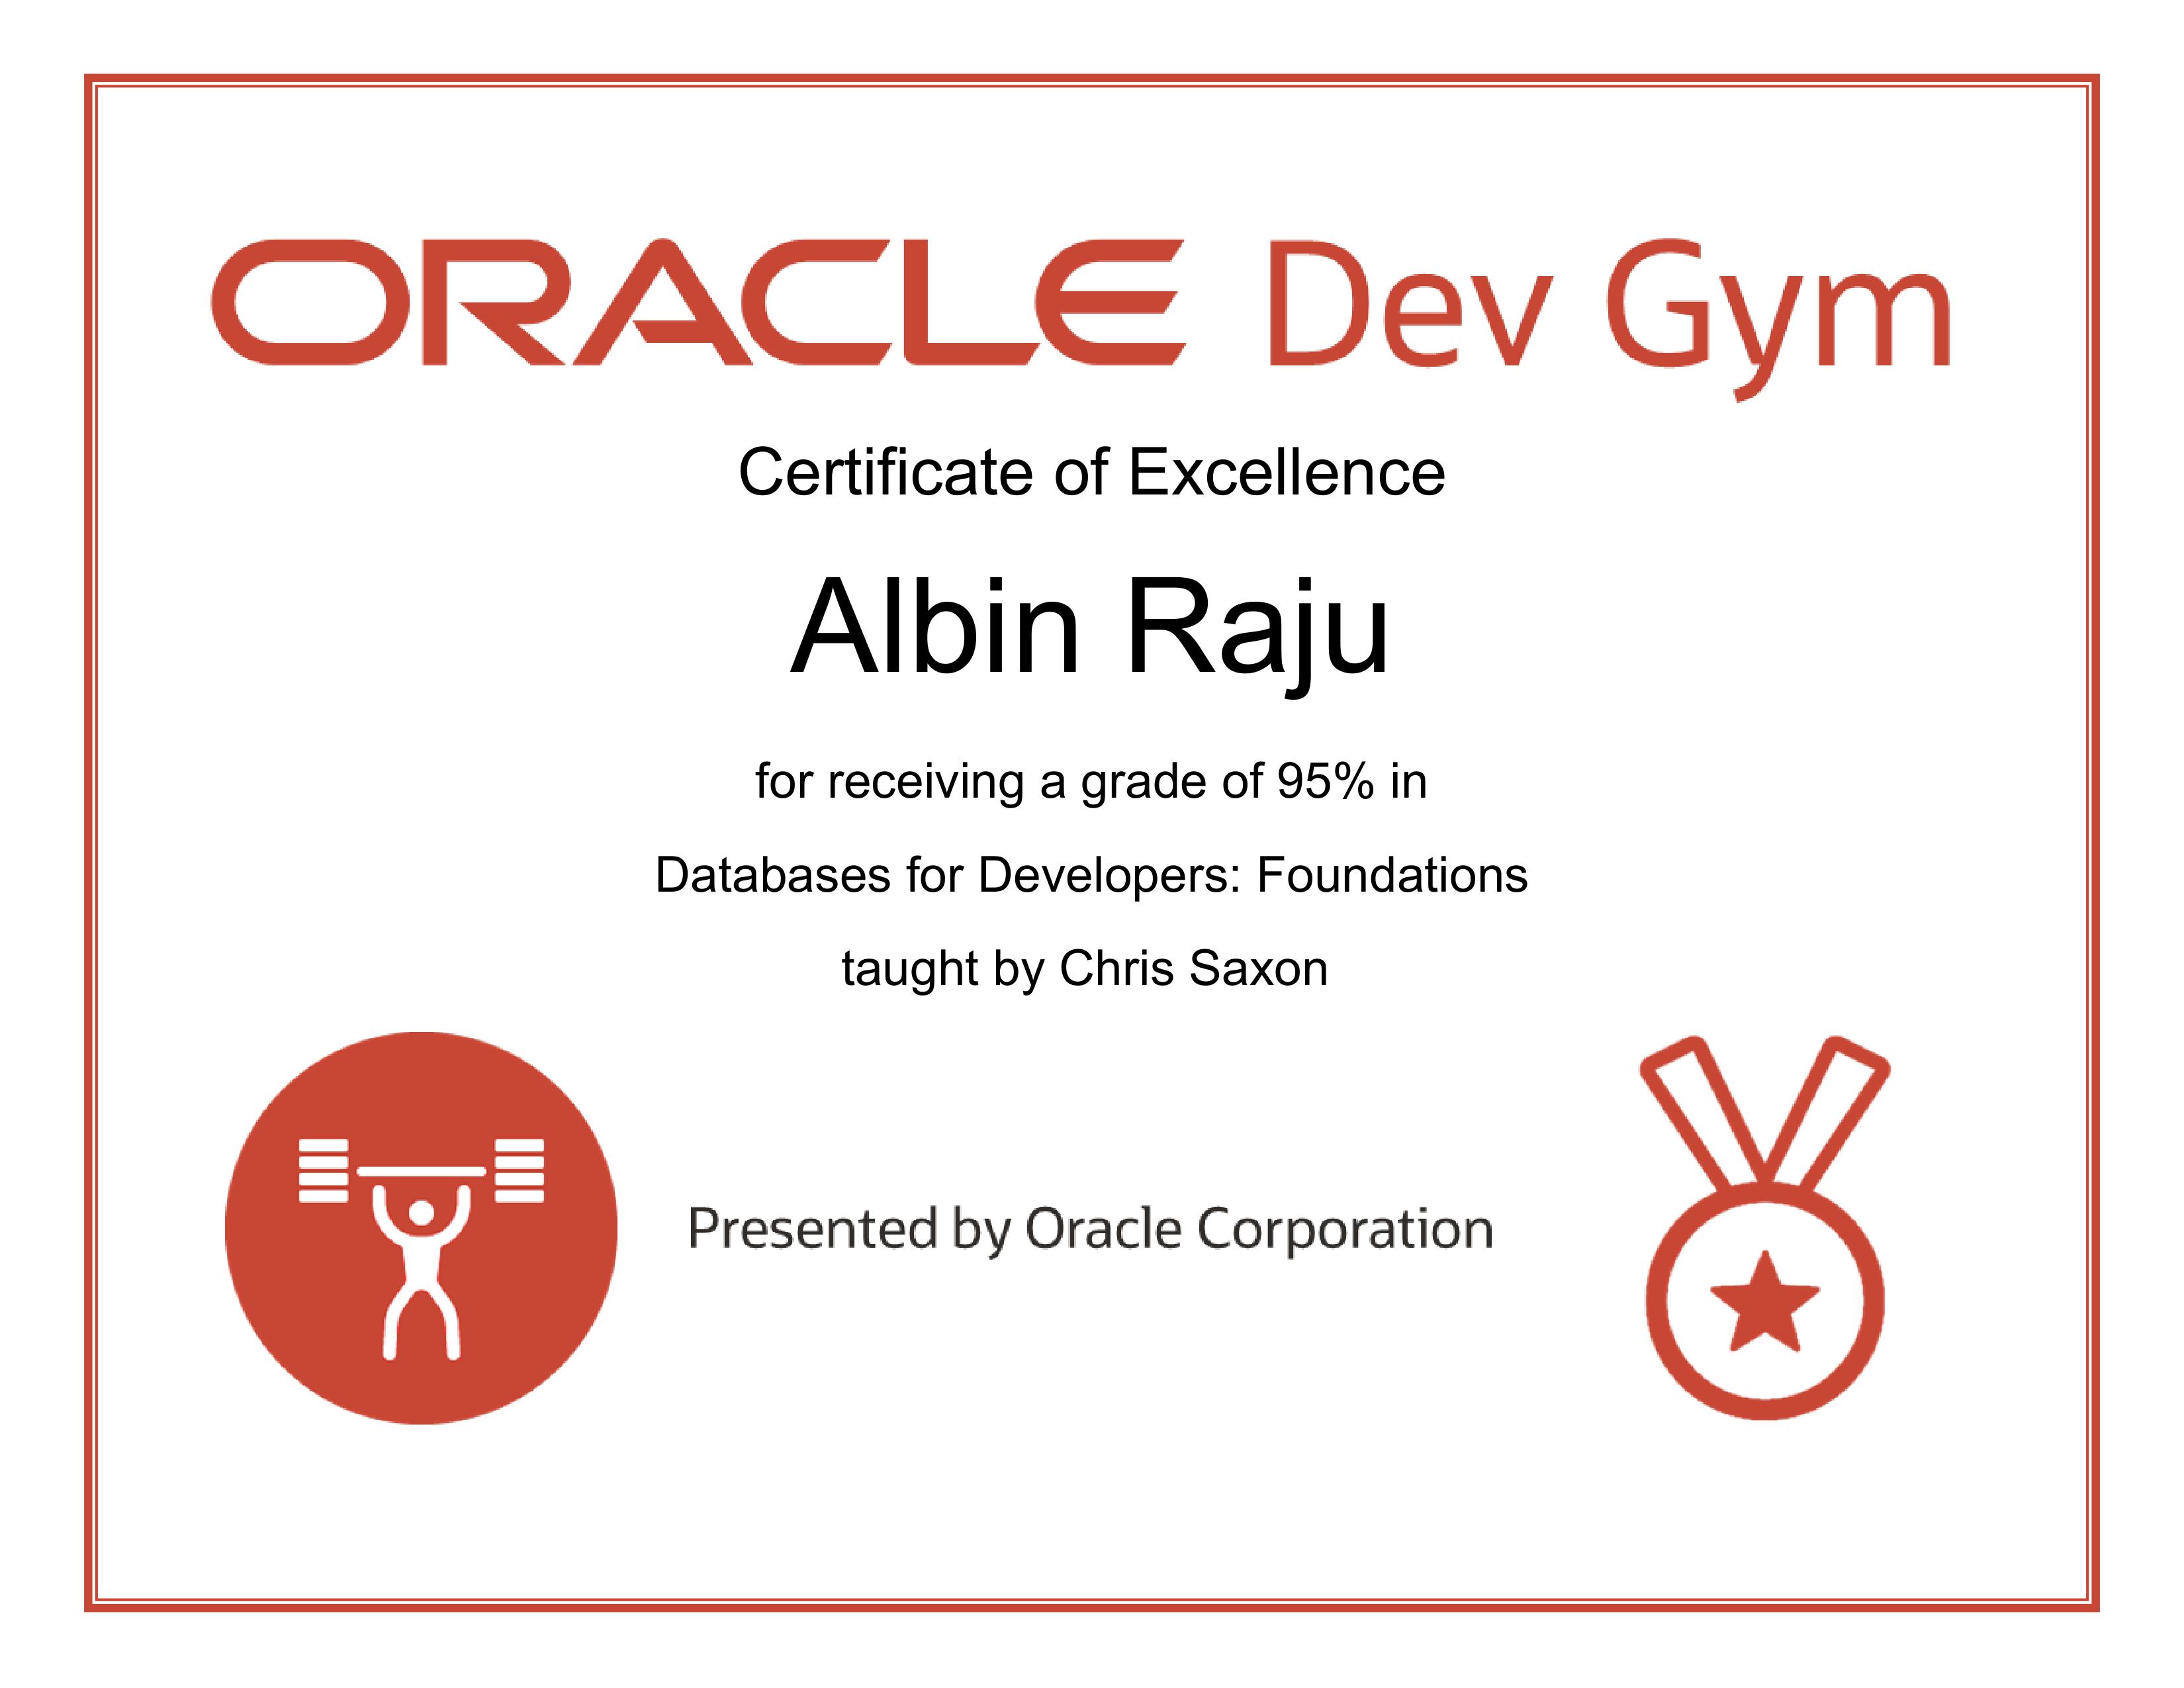 ORACLE Dev Gym
Certificate of Excellence
Albin Raju
for receiving a grade of 95% in
Databases for Developers: Foundations
taught by Chris Saxon
Presented by Oracle Corporation